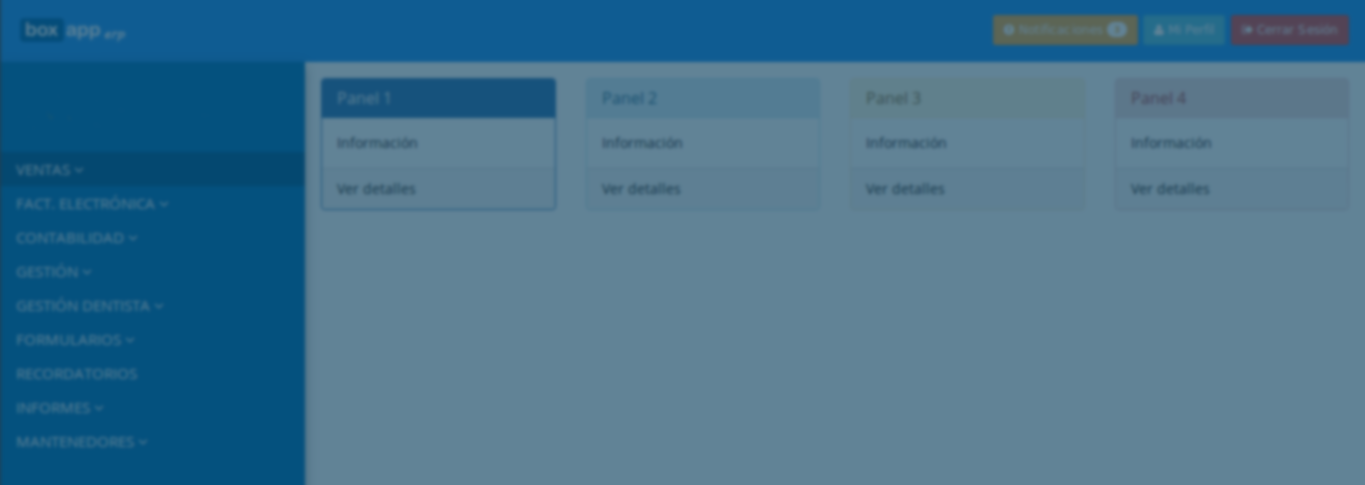 box app erp
Notificaciones
Mi Perfil
Cerrar Sesión
VENTAS
FACT. ELECTRÓNICA
CONTABILIDAD
GESTIÓN
GESTIÓN DENTISTA
FORMULARIOS
RECORDATORIOS
INFORMES
MANTENEDORES
Panel 1
Información
Ver detalles
Panel 2
Información
Ver detalles
Panel 3
Información
Ver detalles
Panel 4
Información
Ver detalles